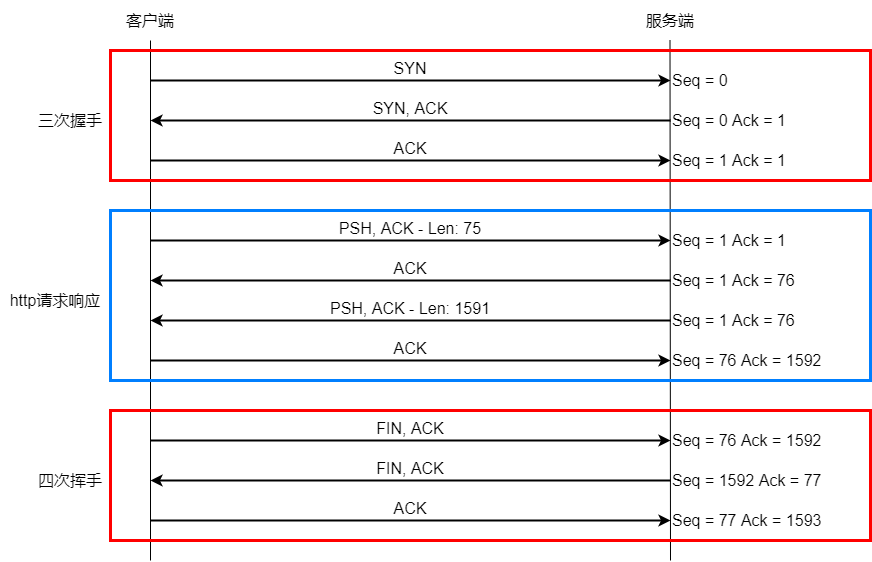 客户端
服务端
SYN
Seq = 0
SYN, ACK
Seq = 0 Ack = 1
三次握手
ACK
Seq = 1 Ack = 1
PSH, ACK - Len: 75
Seq = 1 Ack = 1
ACK
Seq = 1 Ack = 76
http请求响应
PSH, ACK - Len: 1591
Seq = 1 Ack = 76
ACK
Seq = 76 Ack = 1592
FIN, ACK
Seq = 76 Ack = 1592
FIN, ACK
Seq = 1592 Ack = 77
四次挥手
ACK
Seq = 77 Ack = 1593